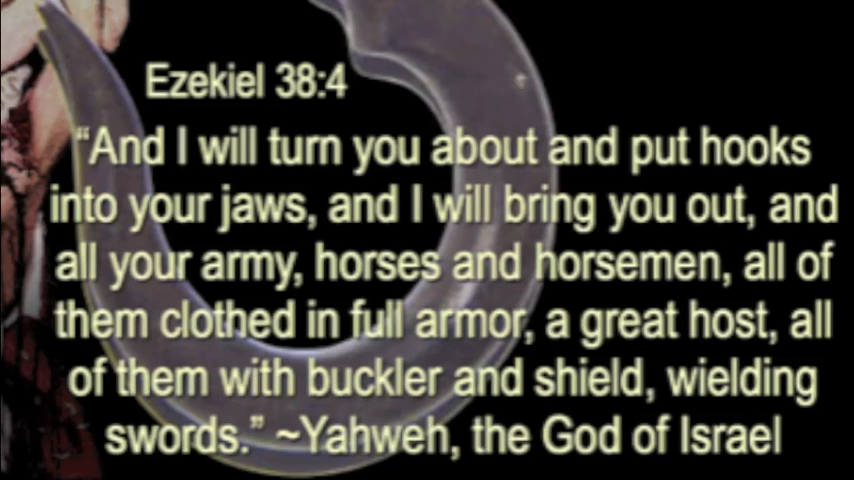 Ezekiel 38:4
“And I will turn you about and put hooks
into your jaws, and I will bring you out, and
all your army, horses and horsemen, all of
them clothed in full armor, a great host, all
of them with buckler and shield, wielding
swords.” ~Yahweh, the God of Israel